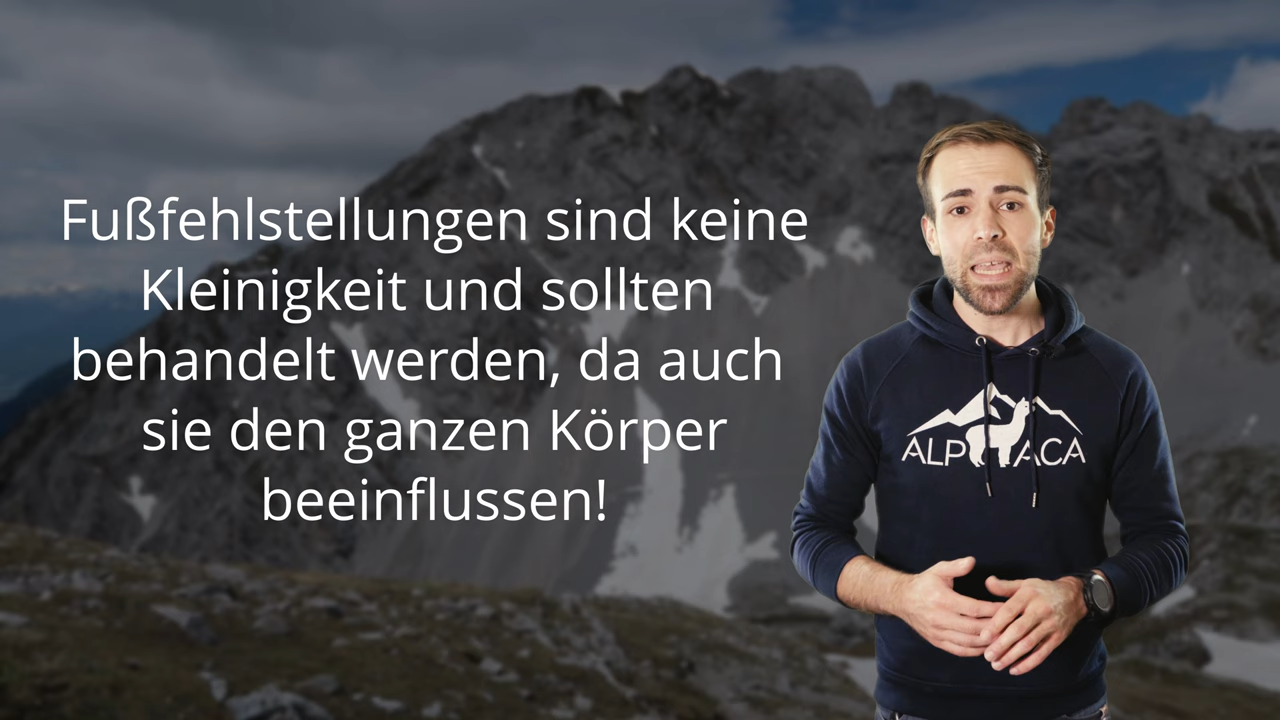 Fußfehlstellungen sind keine
Kleinigkeit und sollten
behandelt werden, da auch
sie den ganzen Körper
beeinflussen!
ALPACA